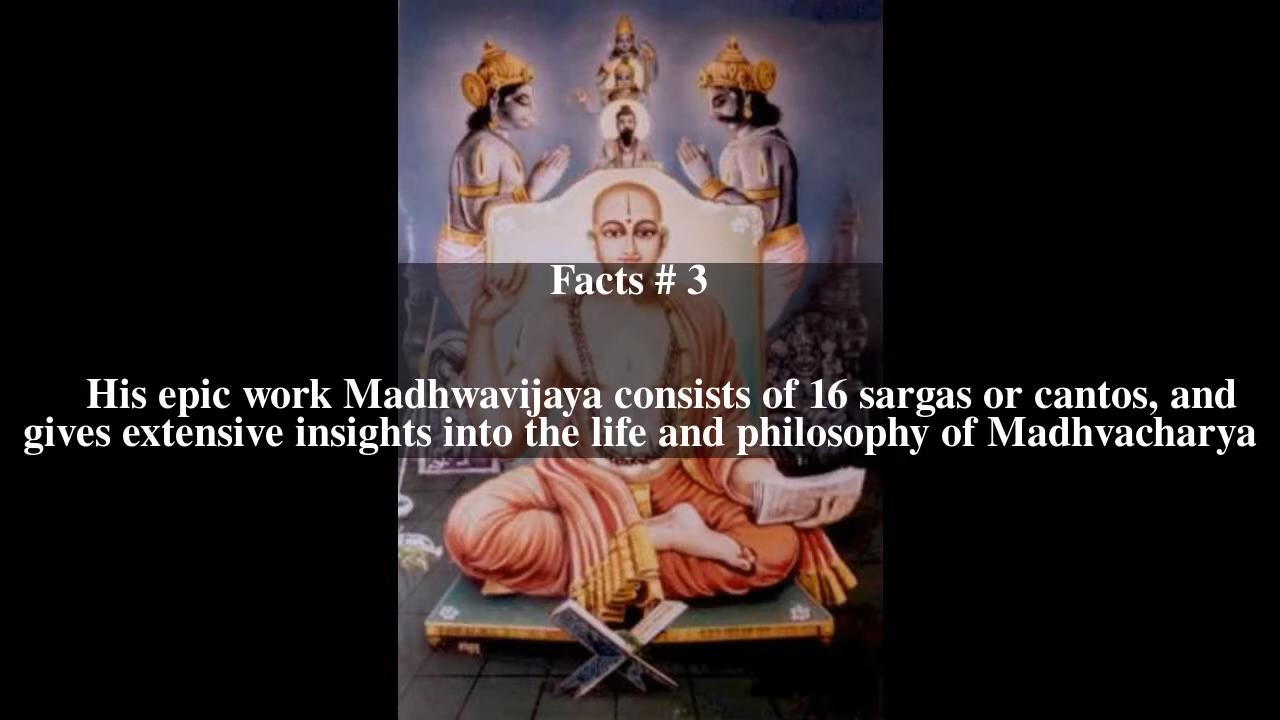 Facts # 3
His epic work Madhwavijaya consists of 16 sargas or cantos, and
gives extensive insights into the life and philosophy of Madhvacharya